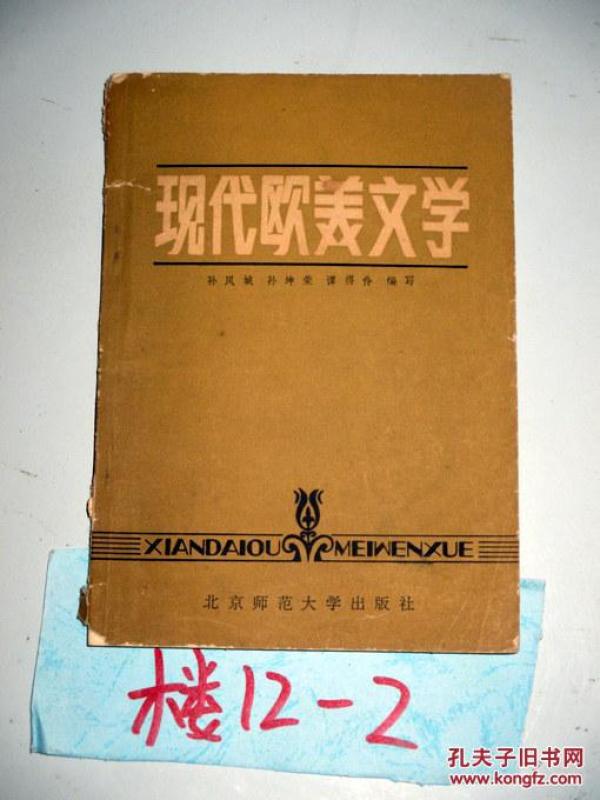 现代欧美文学
孙凤城 孙坤荣 谭得伶 编写
XIANDAIOU MEIWENXUE
北京师范大学出版社
楼12-2
孔夫子旧书网
www.kongfz.com